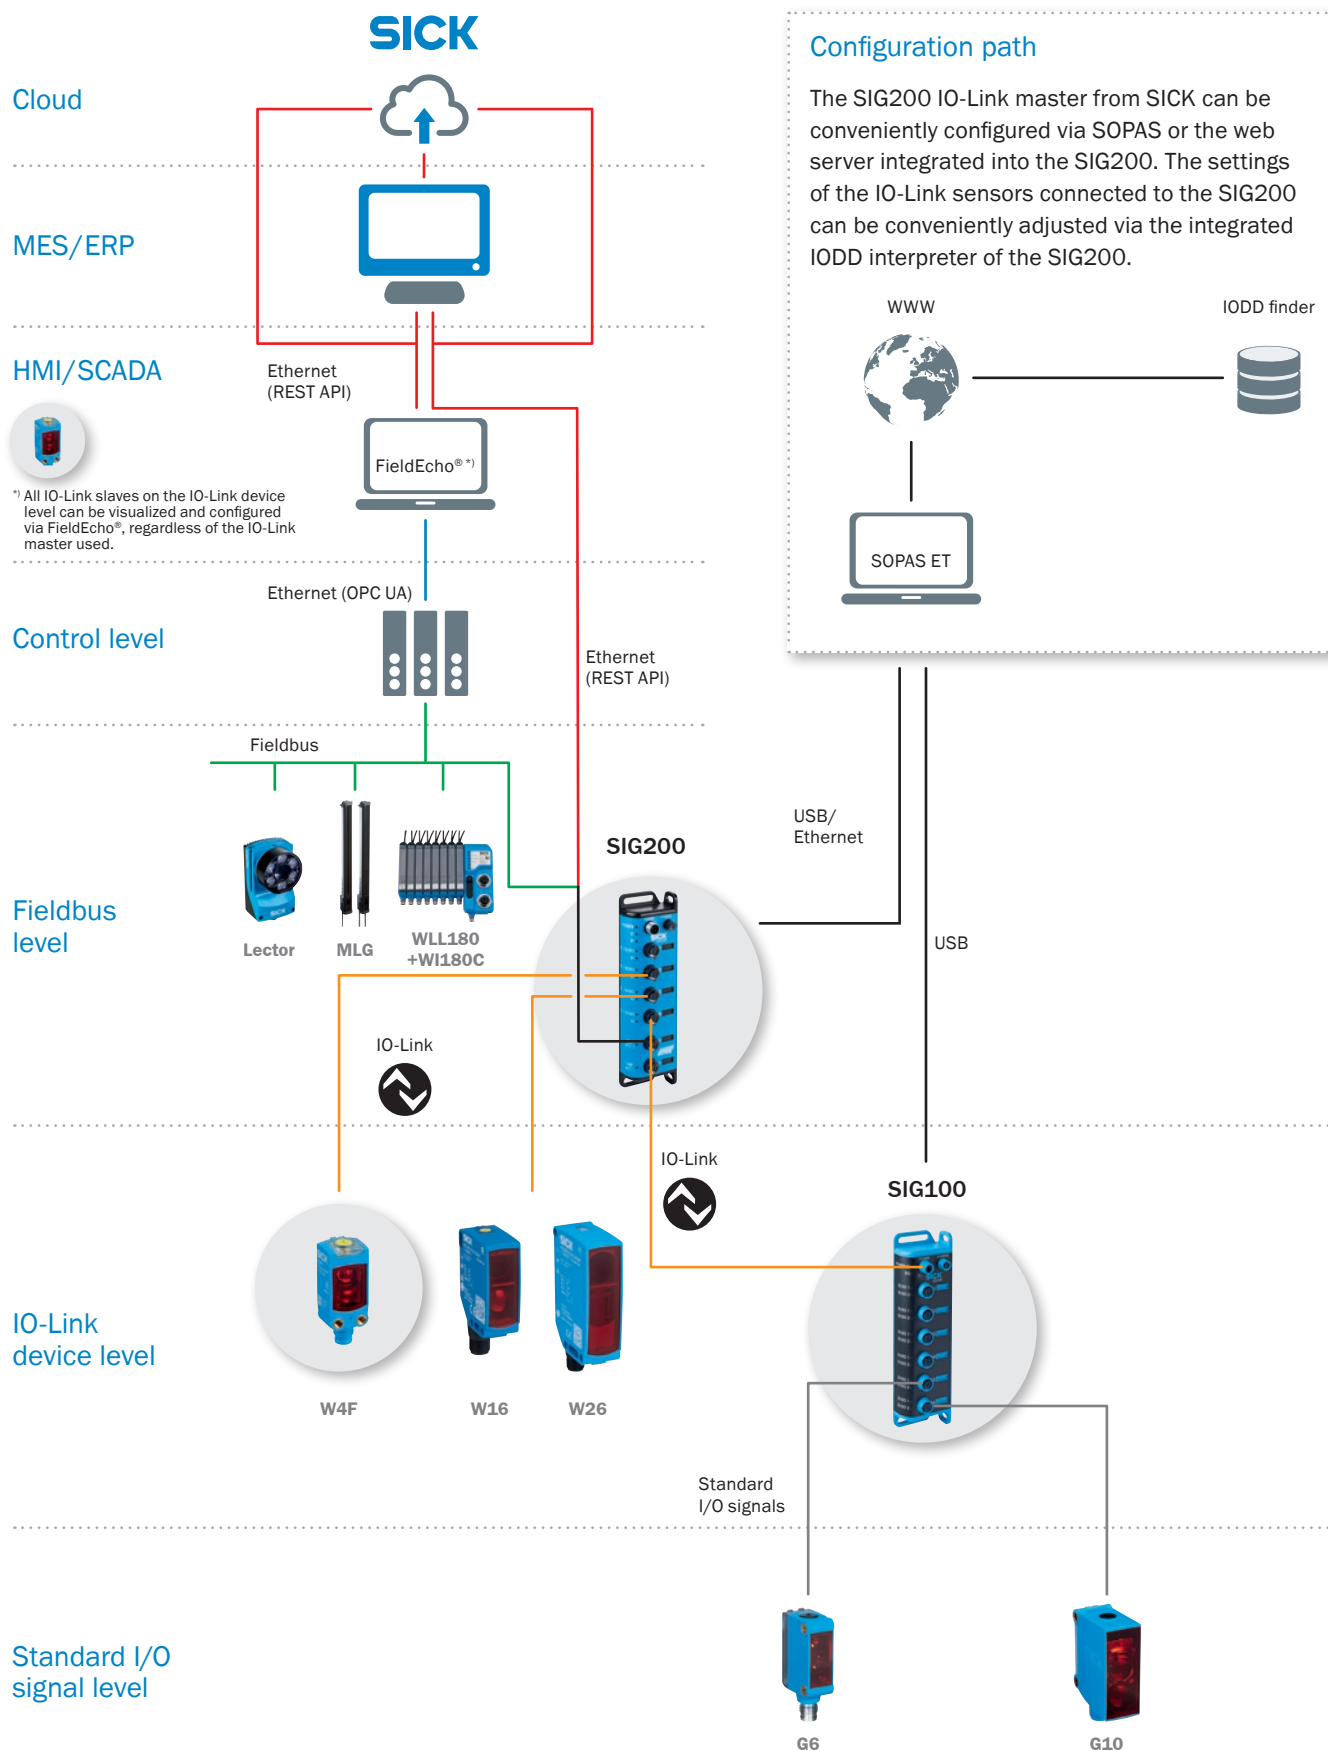 SICK
Cloud
MES/ERP
HMI/SCADA
Ethernet
(REST API)
FieldEcho® *)
*) All IO-Link slaves on the IO-Link device
level can be visualized and configured
via FieldEcho®, regardless of the IO-Link
master used.
Ethernet (OPC UA)
Control level
Ethernet
(REST API)
Configuration path
The SIG200 IO-Link master from SICK can be
conveniently configured via SOPAS or the web
server integrated into the SIG200. The settings
of the IO-Link sensors connected to the SIG200
can be conveniently adjusted via the integrated
IODD interpreter of the SIG200.
WWW
IODD finder
SOPAS ET
Fieldbus
USB/
Ethernet
SIG200
Fieldbus
level
Lector
MLG
WLL180
+WI180C
USB
SICK
SICK
IO-Link
IO-Link
SIG100
SICK
SICK
SICK
IO-Link
device level
W4F
W16
W26
Standard
I/O signals
Standard I/O
signal level
G6
G10